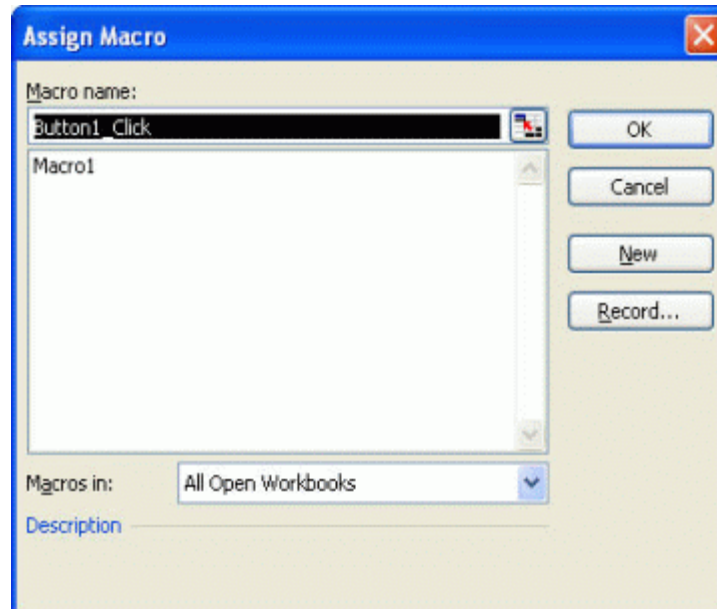 Assign Macro
Macro name:
Button1_Click
OK
Macro1
Cancel
New
Record...
Macros in:
All Open Workbooks
Description